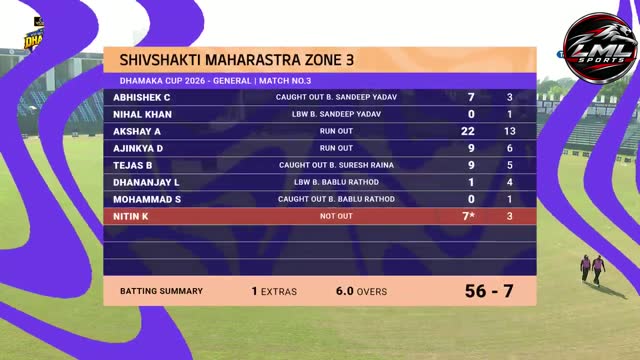 SHIVSHAKTI MAHARASTRA ZONE 3
DHAMAKA CUP 2026 - GENERAL | MATCH NO.3
ABHISHEK C CAUGHT OUT B. SANDEEP YADAV 7 3
NIHAL KHAN LBW B. SANDEEP YADAV 0 1
AKSHAY A RUN OUT 22 13
AJINKYA D RUN OUT 9 6
TEJAS B CAUGHT OUT B. SURESH RAINA 9 5
DHANANJAY L LBW B. BABLU RATHOD 1 4
MOHAMMAD S CAUGHT OUT B. BABLU RATHOD 0 1
NITIN K NOT OUT 7* 3
BATTING SUMMARY 1 EXTRAS 6.0 OVERS 56 - 7
LML
SPORTS